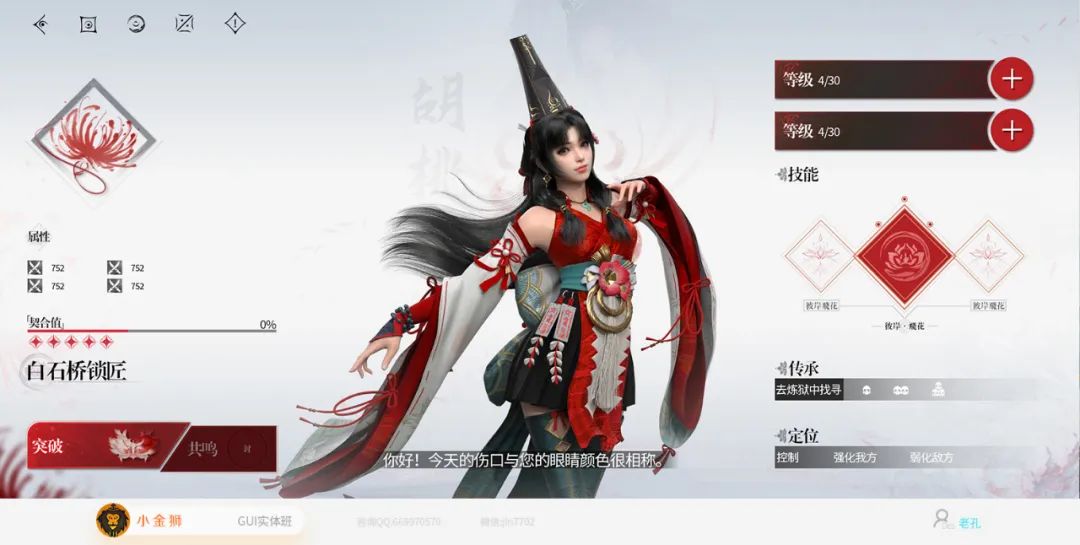 胡桃
等级 4/30
等级 4/30
技能
彼岸飛花
彼岸飛花
彼岸·飛花
属性
752 752
752 752
「契合值」
0%
白石桥锁匠
突破
共鸣
传承
去炼狱中找寻
定位
控制 强化我方 弱化敌方
你好！今天的伤口与您的眼睛颜色很相称。
小金狮
GUI实体班
咨询QQ:669970570
微信:jin7702
老孔